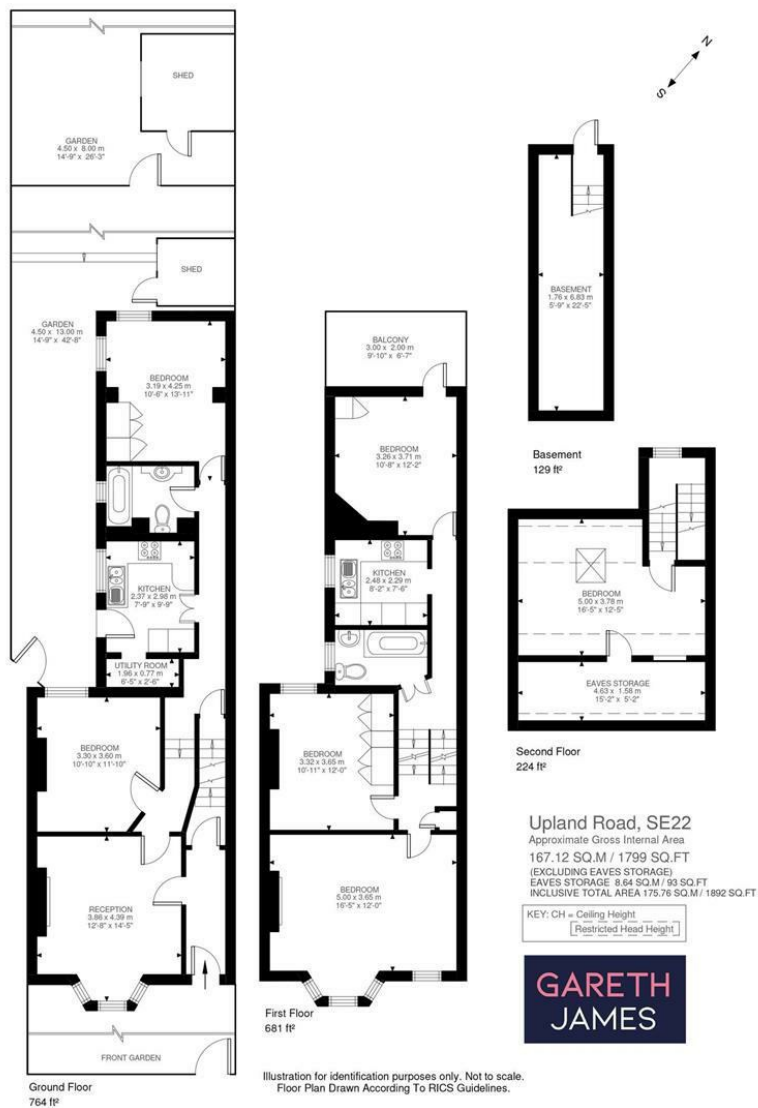 SHED
GARDEN
4.50 x 8.00 m
14'-9" x 26'-3"
SHED
GARDEN
4.50 x 13.00 m
14'-9" x 42'-8"
BEDROOM
3.19 x 4.25 m
10'-6" x 13'-11"
KITCHEN
2.37 x 2.98 m
7'-9" x 9'-9"
UTILITY ROOM
1.96 x 0.77 m
6'-5" x 2'-6"
BEDROOM
3.30 x 3.60 m
10'-10" x 11'-10"
RECEPTION
3.86 x 4.39 m
12'-8" x 14'-5"
FRONT GARDEN
Ground Floor
764 ft²
BALCONY
3.00 x 2.00 m
9'-10" x 6'-7"
BEDROOM
3.26 x 3.71 m
10'-8" x 12'-2"
KITCHEN
2.48 x 2.29 m
8'-2" x 7'-6"
BEDROOM
3.32 x 3.65 m
10'-11" x 12'-0"
BEDROOM
5.00 x 3.65 m
16'-5" x 12'-0"
First Floor
681 ft²
N
S
BASEMENT
1.76 x 6.83 m
5'-9" x 22'-5"
Basement
129 ft²
BEDROOM
5.00 x 3.78 m
16'-5" x 12'-5"
EAVES STORAGE
4.63 x 1.58 m
15'-2" x 5'-2"
Second Floor
224 ft²
Upland Road, SE22
Approximate Gross Internal Area
167.12 SQ.M / 1799 SQ.FT
(EXCLUDING EAVES STORAGE)
EAVES STORAGE 8.64 SQ.M / 93 SQ.FT
INCLUSIVE TOTAL AREA 175.76 SQ.M / 1892 SQ.FT
KEY: CH = Ceiling Height
Restricted Head Height
GARETH
JAMES
Illustration for identification purposes only. Not to scale.
Floor Plan Drawn According To RICS Guidelines.